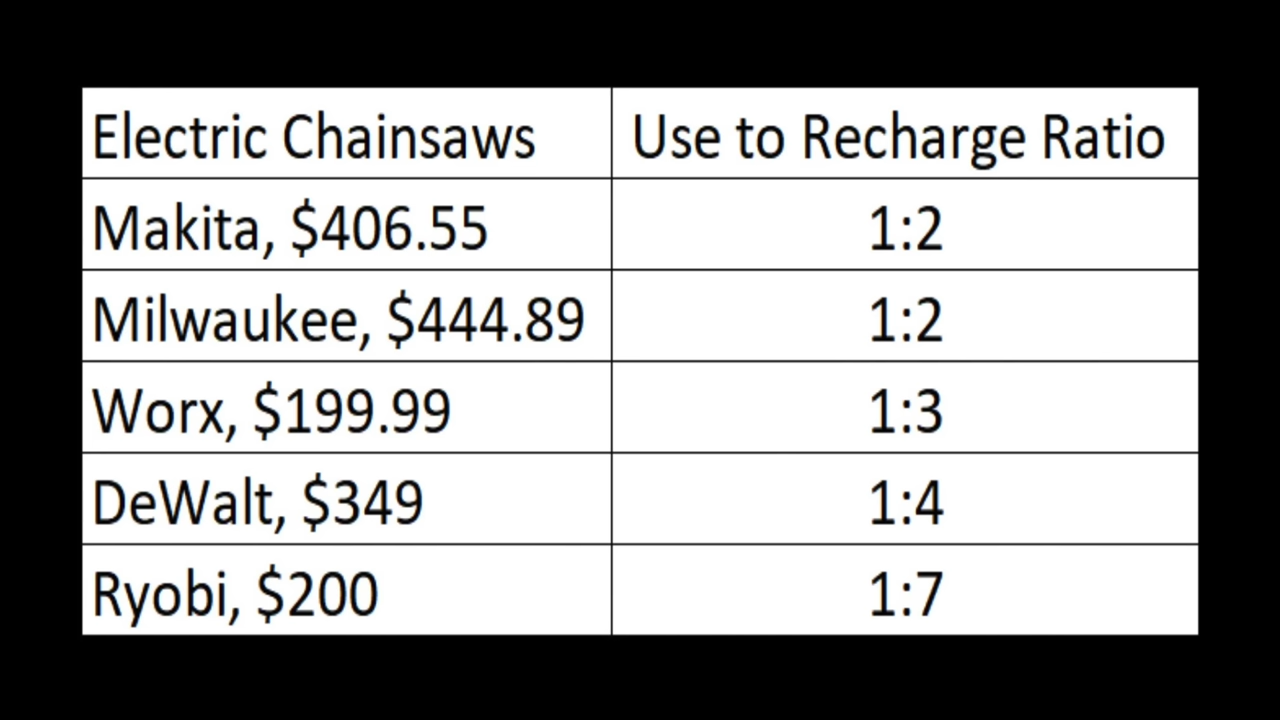 Electric Chainsaws Use to Recharge Ratio
Makita, $406.55 1:2
Milwaukee, $444.89 1:2
Worx, $199.99 1:3
DeWalt, $349 1:4
Ryobi, $200 1:7